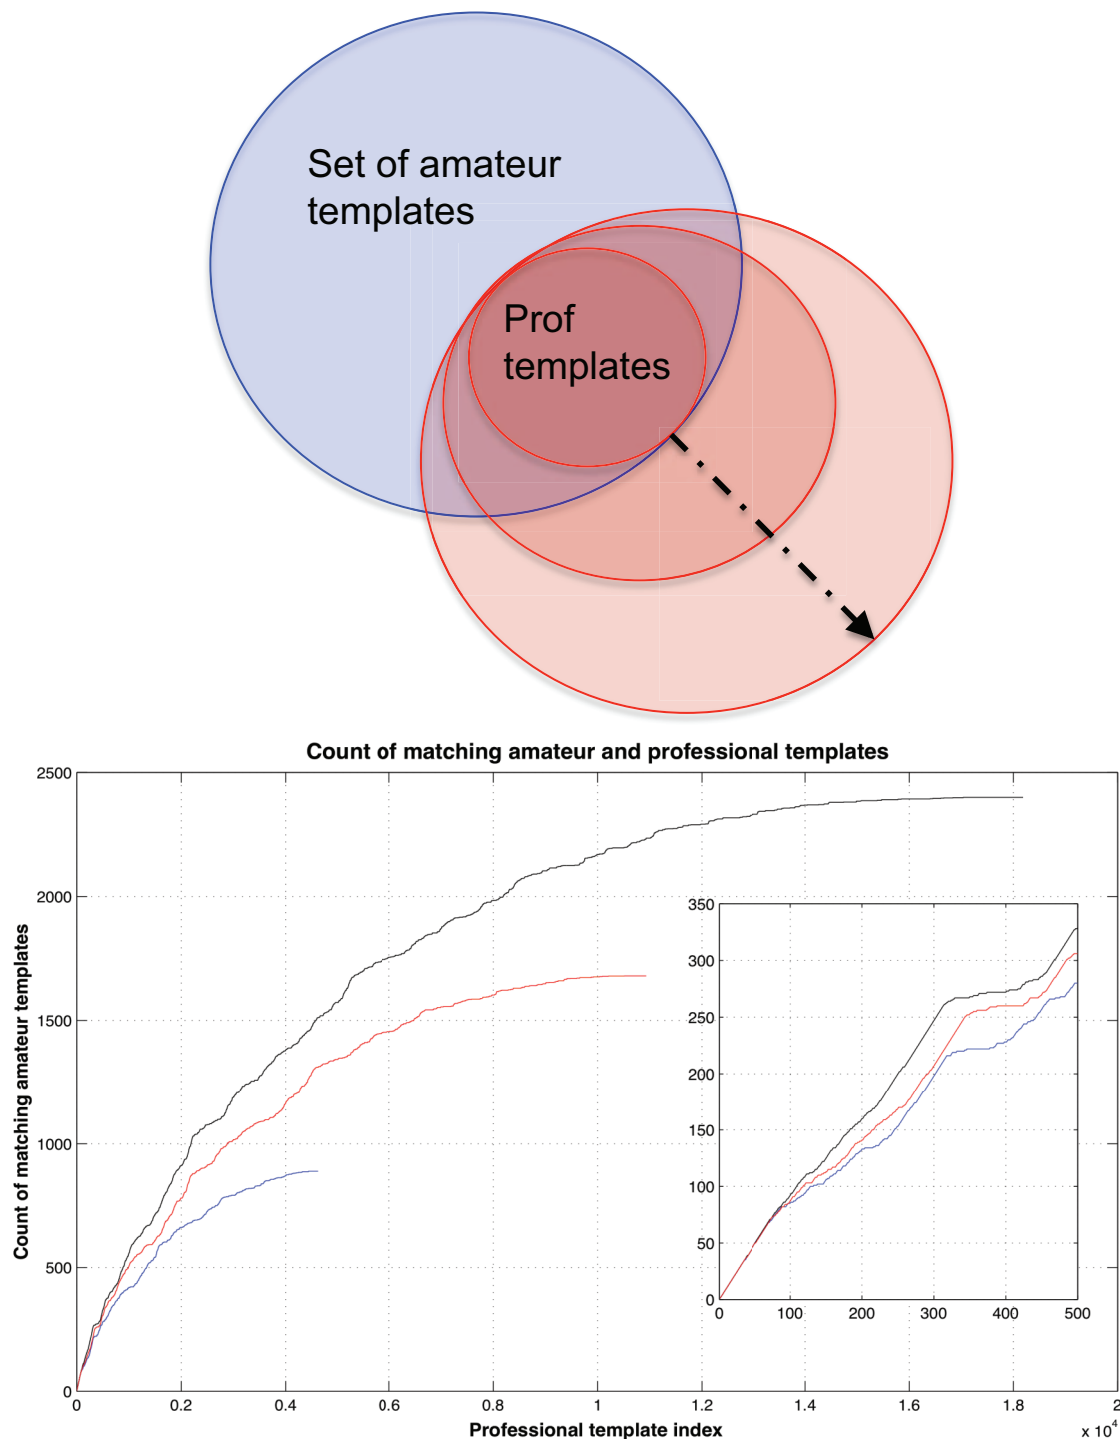 Set of amateur
templates
Prof
templates
Count of matching amateur and professional templates
Count of matching amateur templates
2500
2000
1500
1000
500
0
350
300
250
200
150
100
50
0
0 100 200 300 400 500
0 0.2 0.4 0.6 0.8 1 1.2 1.4 1.6 1.8 2
Professional template index
x 10⁴